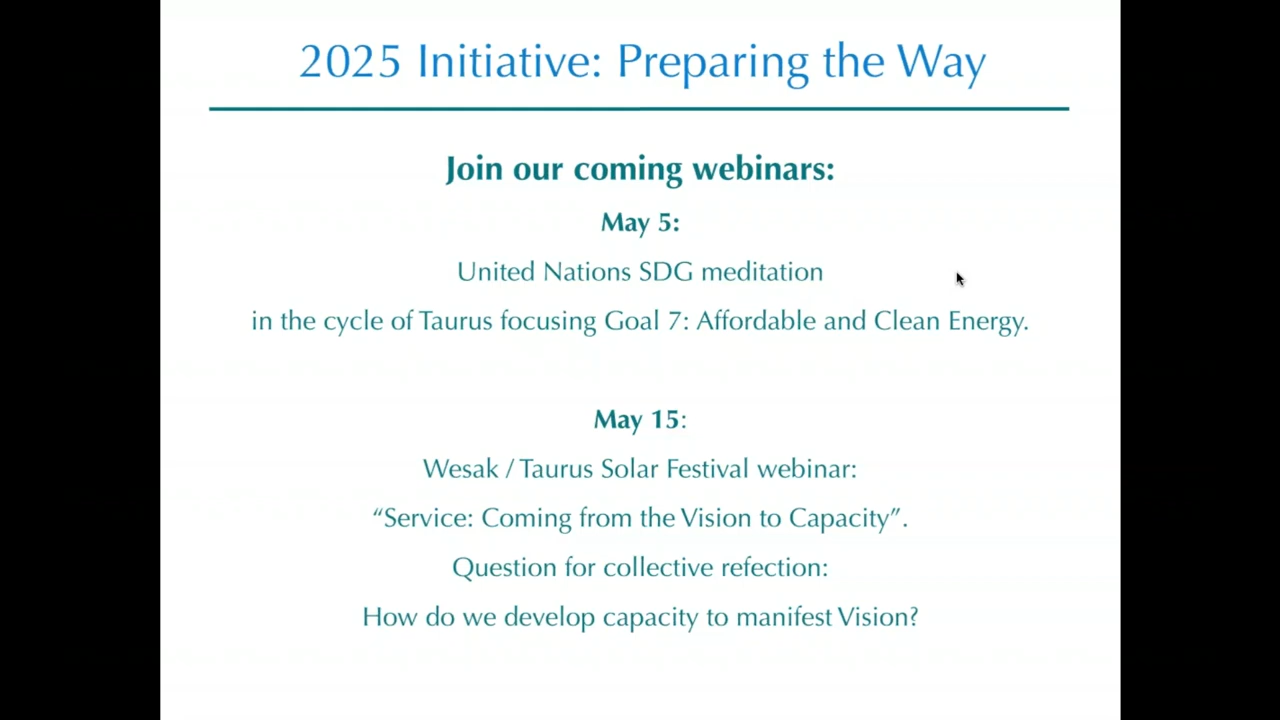 2025 Initiative: Preparing the Way
Join our coming webinars:
May 5:
United Nations SDG meditation
in the cycle of Taurus focusing Goal 7: Affordable and Clean Energy.
May 15:
Wesak / Taurus Solar Festival webinar:
“Service: Coming from the Vision to Capacity”.
Question for collective refection:
How do we develop capacity to manifest Vision?